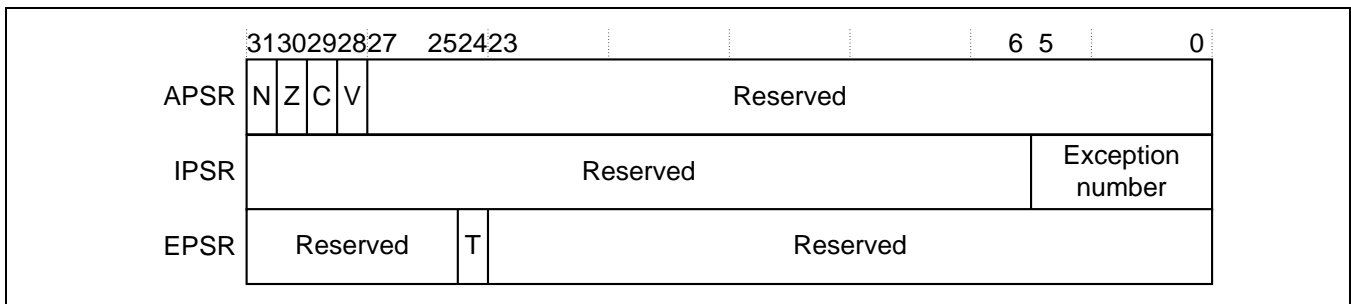 31 30 29 28 27 25 24 23 6 5 0
APSR N Z C V Reserved
IPSR Reserved Exception number
EPSR Reserved T Reserved